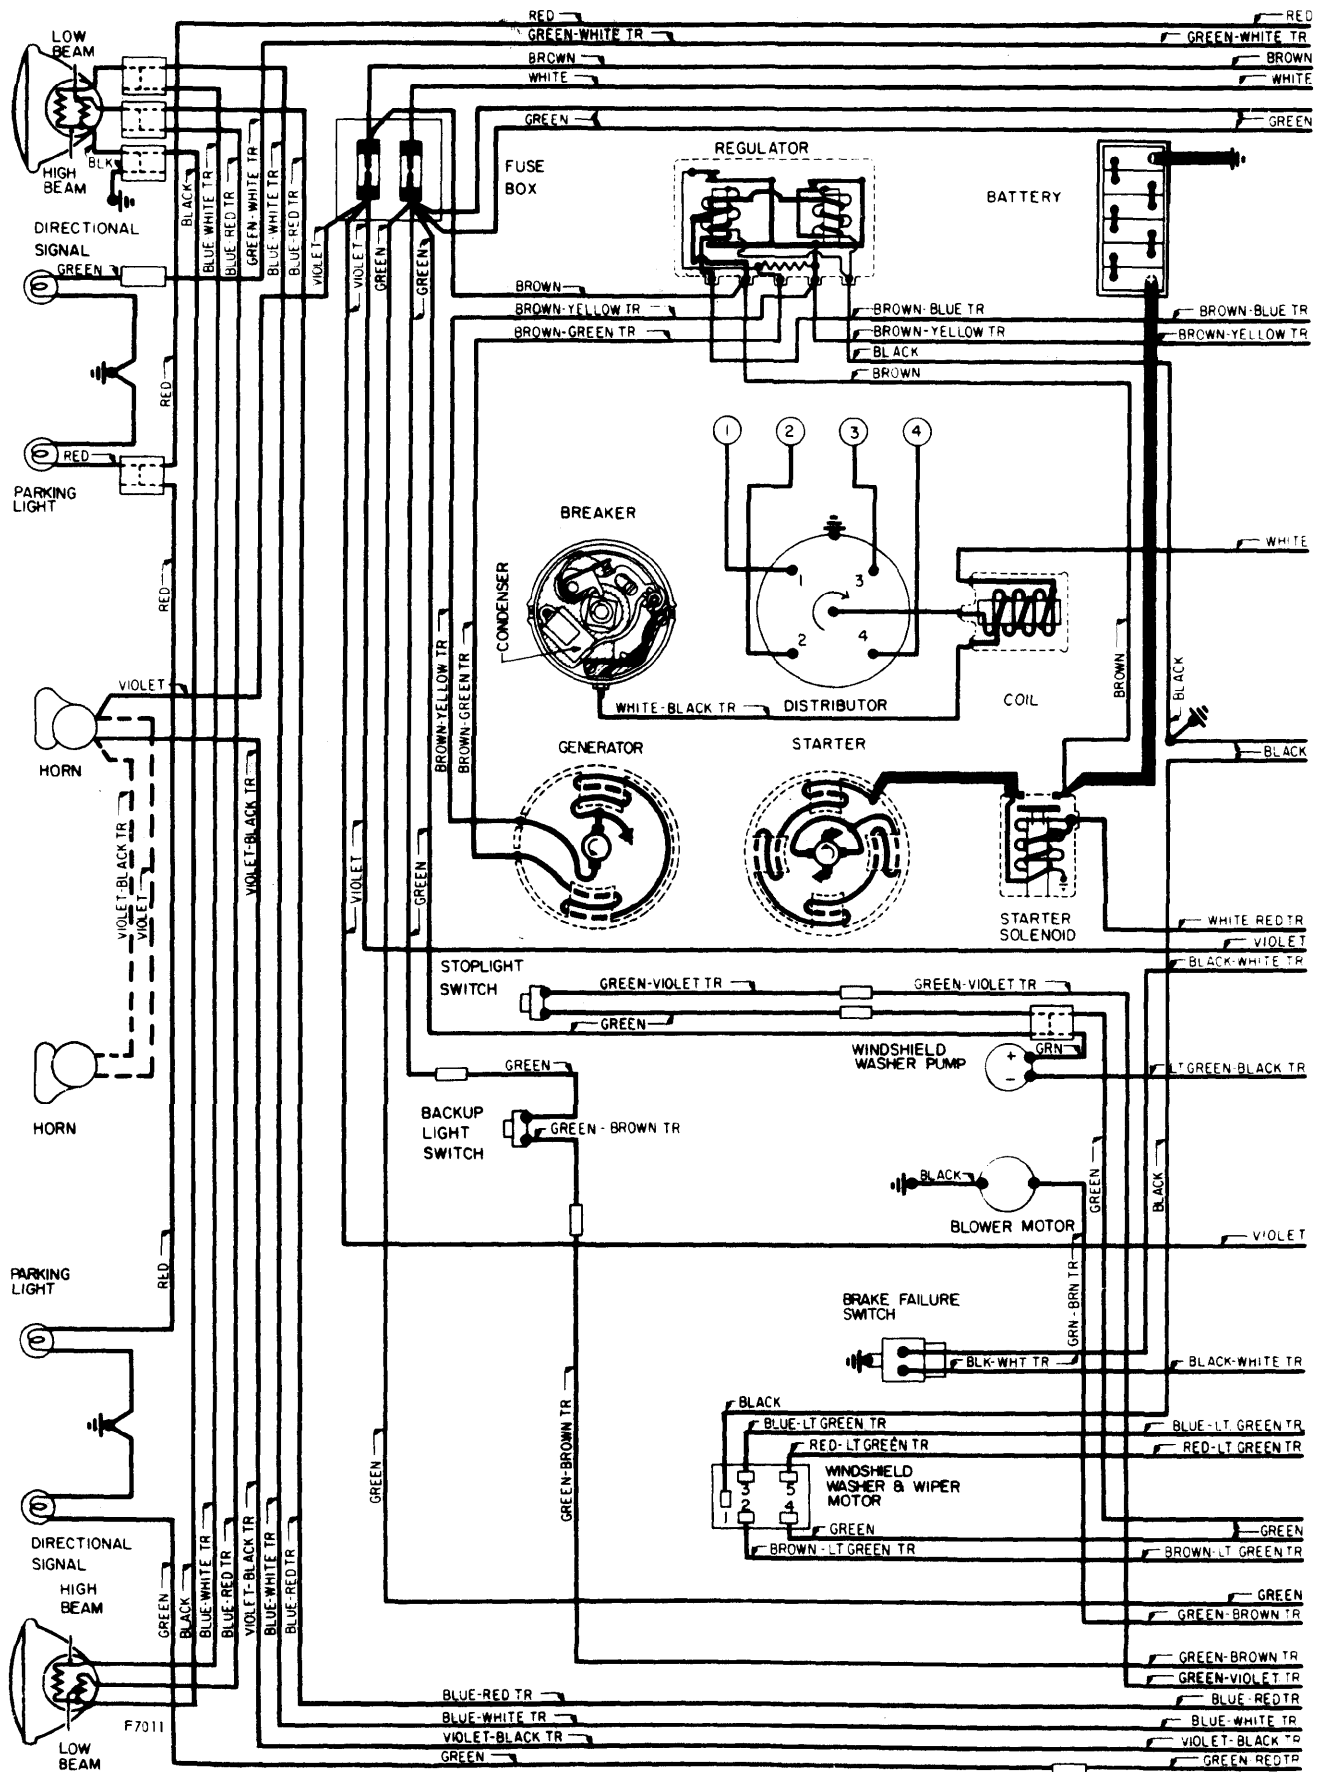 RED
RED
LOW
BEAM
GREEN-WHITE TR
GREEN-WHITE TR
BROWN
BROWN
WHITE
WHITE
GREEN
GREEN
BLK
HIGH
BEAM
FUSE
BOX
REGULATOR
BATTERY
BLACK
BLUE-WHITE TR
BLUE-RED TR
GREEN-WHITE TR
BLUE-WHITE TR
BLUE-RED TR
VIOLET
VIOLET
GREEN
GREEN
DIRECTIONAL
SIGNAL
GREEN
BROWN
BROWN-YELLOW TR
BROWN-GREEN TR
BROWN-BLUE TR
BROWN-BLUE TR
BROWN-YELLOW TR
BROWN-YELLOW TR
BLACK
BROWN
RED
1
2
3
4
RED
PARKING
LIGHT
BREAKER
CONDENSER
WHITE
1
3
2
4
RED
BROWN-YELLOW TR
BROWN-GREEN TR
BROWN
BLACK
VIOLET
WHITE-BLACK TR
DISTRIBUTOR
COIL
HORN
GENERATOR
STARTER
BLACK
VIOLET-BLACK TR
VIOLET
VIOLET-BLACK TR
VIOLET
GREEN
STARTER
SOLENOID
WHITE RED TR
VIOLET
BLACK-WHITE TR
STOPLIGHT
SWITCH
GREEN-VIOLET TR
GREEN-VIOLET TR
GREEN
WINDSHIELD
WASHER PUMP
+
-
GRN
LT GREEN-BLACK TR
HORN
GREEN
BACKUP
LIGHT
SWITCH
GREEN-BROWN TR
BLACK
BLOWER MOTOR
GREEN
BLACK
VIOLET
RED
PARKING
LIGHT
GRN-BRN TR
BRAKE FAILURE
SWITCH
BLK-WHT TR
BLACK-WHITE TR
BLACK
BLUE-LT GREEN TR
BLUE-LT. GREEN TR
RED-LT GREEN TR
RED-LT GREEN TR
GREEN
GREEN-BROWN TR
3
5
2
4
1
WINDSHIELD
WASHER & WIPER
MOTOR
GREEN
GREEN
BROWN-LT GREEN TR
BROWN-LT GREEN TR
DIRECTIONAL
SIGNAL
HIGH
BEAM
GREEN
BLACK
BLUE-WHITE TR
BLUE-RED TR
VIOLET-BLACK TR
BLUE-WHITE TR
BLUE-RED TR
GREEN
GREEN-BROWN TR
GREEN-BROWN TR
GREEN-VIOLET TR
BLUE-RED TR
BLUE-RED TR
BLUE-WHITE TR
BLUE-WHITE TR
VIOLET-BLACK TR
VIOLET-BLACK TR
GREEN
GREEN-RED TR
F7011
LOW
BEAM